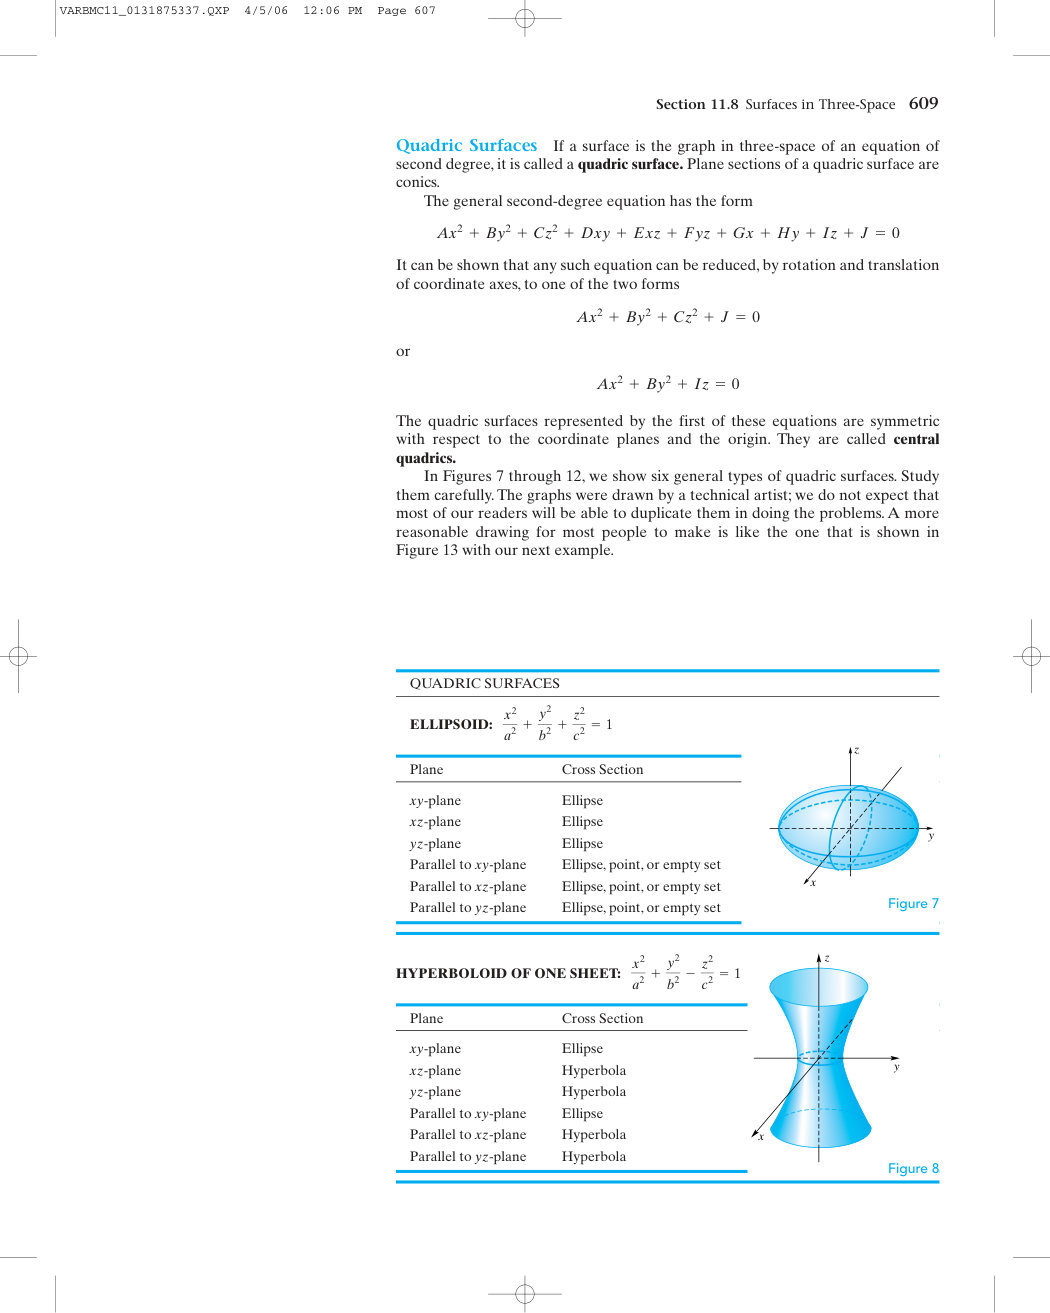 VARBMC11_0131875337.QXP  4/5/06  12:06 PM  Page 607
Section 11.8  Surfaces in Three-Space  609
Quadric Surfaces  If a surface is the graph in three-space of an equation of
second degree, it is called a quadric surface. Plane sections of a quadric surface are
conics.
The general second-degree equation has the form
Ax² + By² + Cz² + Dxy + Exz + Fyz + Gx + Hy + Iz + J = 0
It can be shown that any such equation can be reduced, by rotation and translation
of coordinate axes, to one of the two forms
Ax² + By² + Cz² + J = 0
or
Ax² + By² + Iz = 0
The quadric surfaces represented by the first of these equations are symmetric
with respect to the coordinate planes and the origin. They are called central
quadrics.
In Figures 7 through 12, we show six general types of quadric surfaces. Study
them carefully. The graphs were drawn by a technical artist; we do not expect that
most of our readers will be able to duplicate them in doing the problems. A more
reasonable drawing for most people to make is like the one that is shown in
Figure 13 with our next example.
QUADRIC SURFACES
ELLIPSOID: x²/a² + y²/b² + z²/c² = 1
Plane  Cross Section
xy-plane  Ellipse
xz-plane  Ellipse
yz-plane  Ellipse
Parallel to xy-plane  Ellipse, point, or empty set
Parallel to xz-plane  Ellipse, point, or empty set
Parallel to yz-plane  Ellipse, point, or empty set
z
y
x
Figure 7
HYPERBOLOID OF ONE SHEET: x²/a² + y²/b² − z²/c² = 1
Plane  Cross Section
xy-plane  Ellipse
xz-plane  Hyperbola
yz-plane  Hyperbola
Parallel to xy-plane  Ellipse
Parallel to xz-plane  Hyperbola
Parallel to yz-plane  Hyperbola
z
y
x
Figure 8